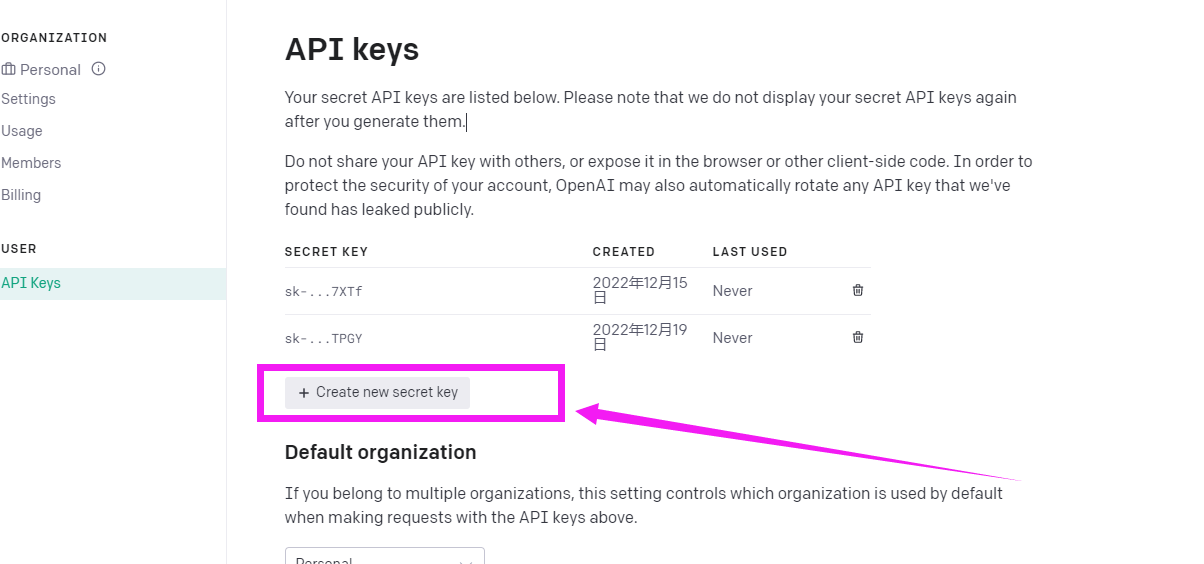 ORGANIZATION
Personal
Settings
Usage
Members
Billing
USER
API Keys
API keys
Your secret API keys are listed below. Please note that we do not display your secret API keys again
after you generate them.
Do not share your API key with others, or expose it in the browser or other client-side code. In order to
protect the security of your account, OpenAI may also automatically rotate any API key that we've
found has leaked publicly.
SECRET KEY CREATED LAST USED
sk-...7XTf 2022年12月15日 Never
sk-...TPGY 2022年12月19日 Never
+ Create new secret key
Default organization
If you belong to multiple organizations, this setting controls which organization is used by default
when making requests with the API keys above.
Personal